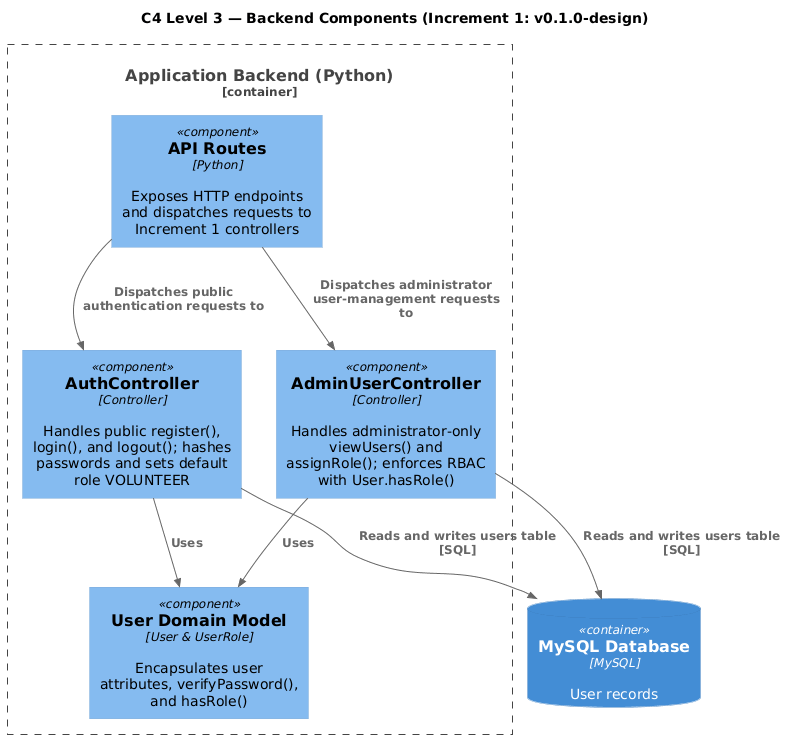 C4 Level 3 — Backend Components (Increment 1: v0.1.0-design)
Application Backend (Python)
[container]
«component»
API Routes
[Python]
Exposes HTTP endpoints
and dispatches requests to
Increment 1 controllers
Dispatches public
authentication requests to
Dispatches administrator
user-management requests
to
«component»
AuthController
[Controller]
Handles public register(),
login(), and logout(); hashes
passwords and sets default
role VOLUNTEER
«component»
AdminUserController
[Controller]
Handles administrator-only
viewUsers() and
assignRole(); enforces RBAC
with User.hasRole()
Uses
Uses
Reads and writes users table
[SQL]
Reads and writes users table
[SQL]
«component»
User Domain Model
[User & UserRole]
Encapsulates user
attributes, verifyPassword(),
and hasRole()
«container»
MySQL Database
[MySQL]
User records